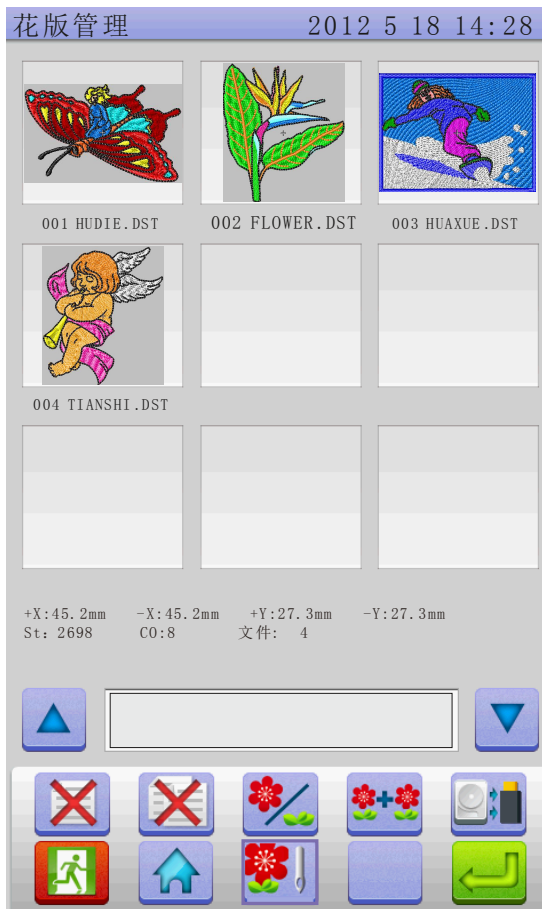 花版管理 2012 5 18 14:28
001 HUDIE.DST 002 FLOWER.DST 003 HUAXUE.DST
004 TIANSHI.DST
+X:45.2mm -X:45.2mm +Y:27.3mm -Y:27.3mm
St: 2698 CO:8 文件: 4